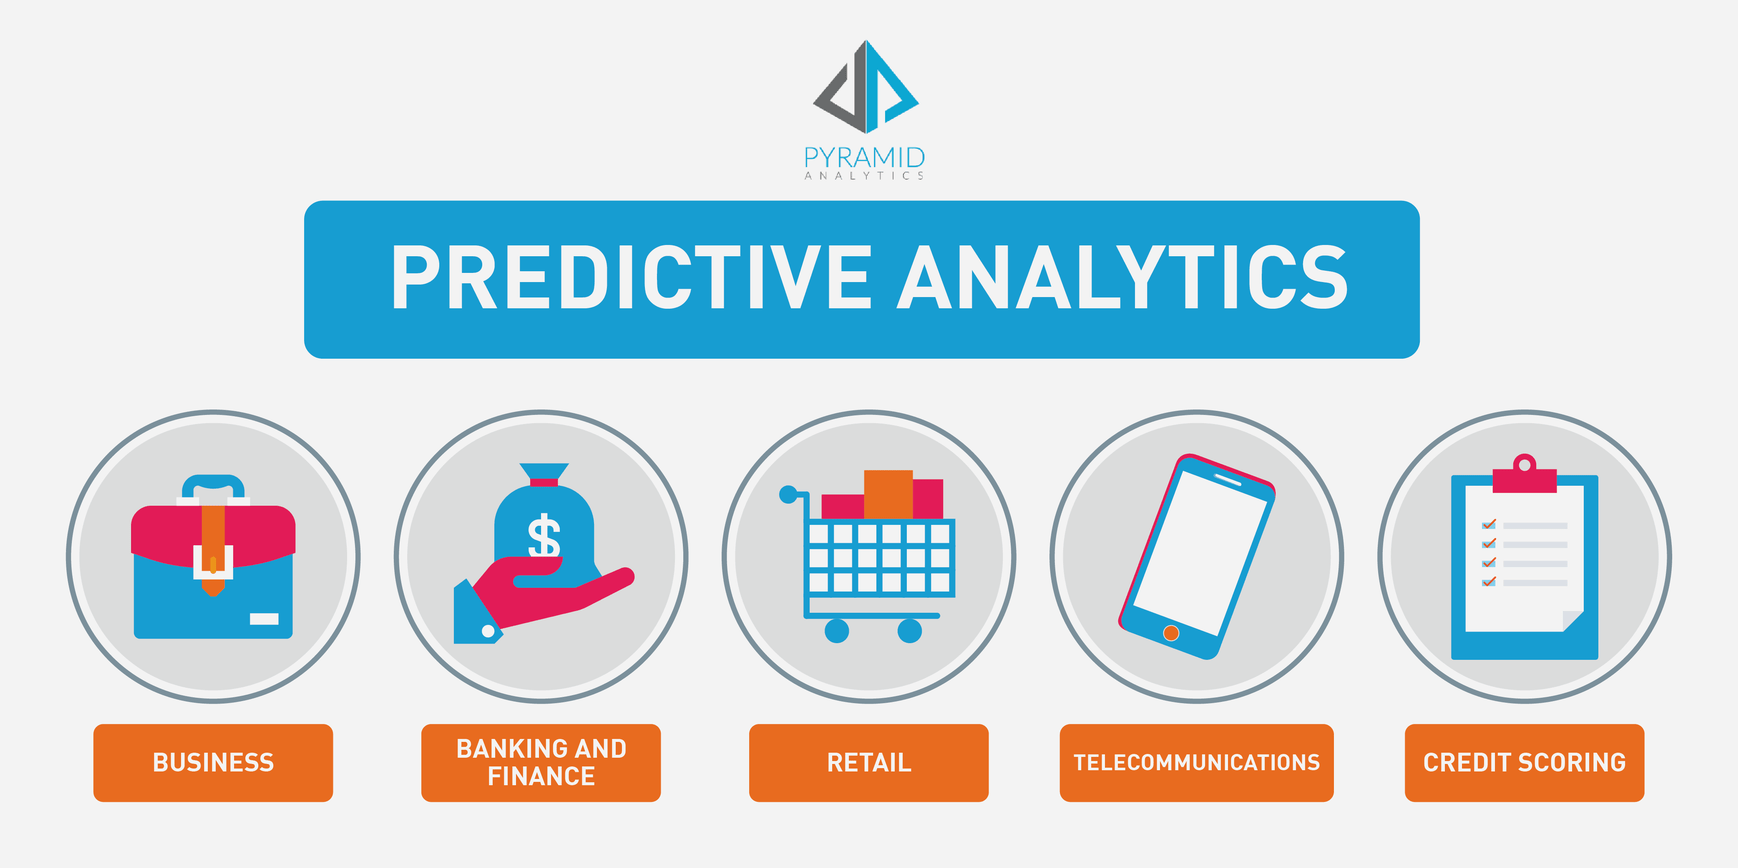 PYRAMID
ANALYTICS
PREDICTIVE ANALYTICS
$
BUSINESS
BANKING AND
FINANCE
RETAIL
TELECOMMUNICATIONS
CREDIT SCORING